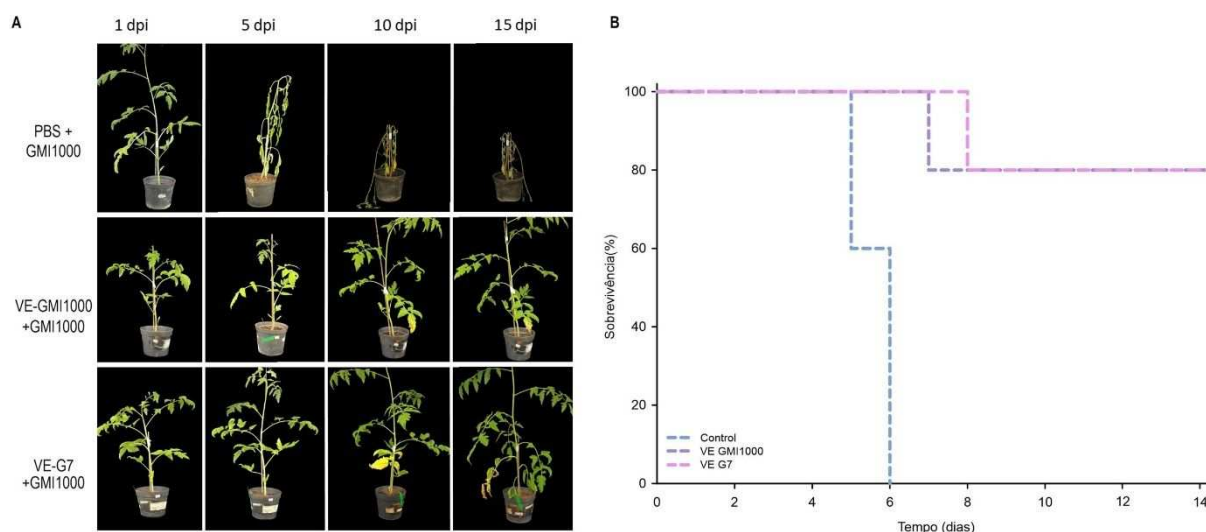 A
1 dpi
5 dpi
10 dpi
15 dpi
PBS +
GMI1000
VE-GMI1000
+GMI1000
VE-G7
+GMI1000
B
Sobrevivência(%)
100
80
60
40
20
0
Control
VE GMI1000
VE G7
0
2
4
6
8
10
12
14
Tempo (dias)